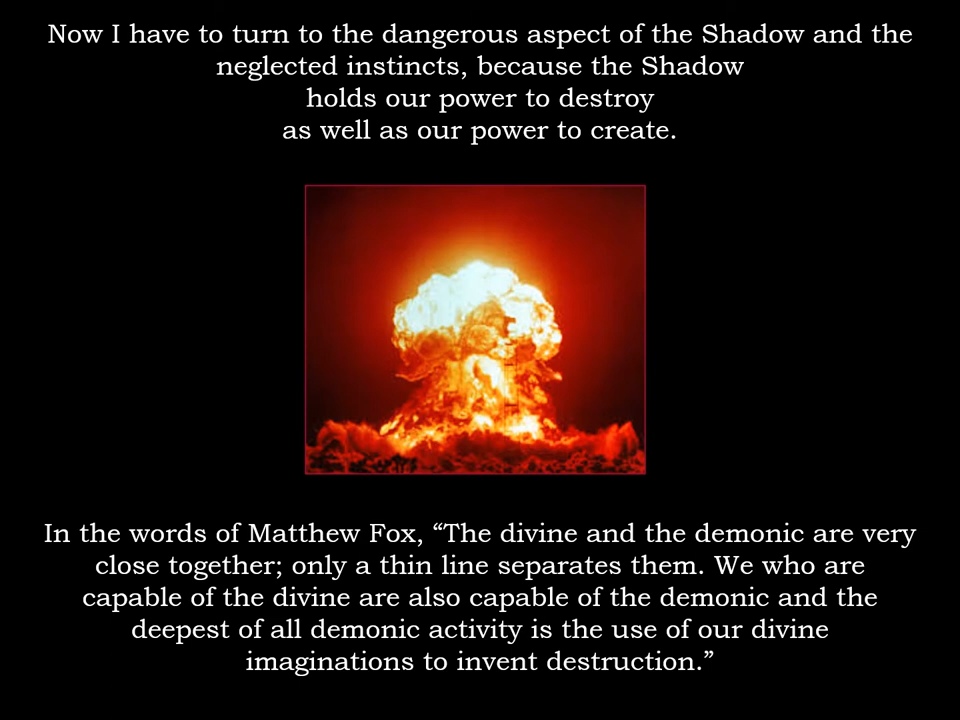 Now I have to turn to the dangerous aspect of the Shadow and the
neglected instincts, because the Shadow
holds our power to destroy
as well as our power to create.
In the words of Matthew Fox, “The divine and the demonic are very
close together; only a thin line separates them. We who are
capable of the divine are also capable of the demonic and the
deepest of all demonic activity is the use of our divine
imaginations to invent destruction.”